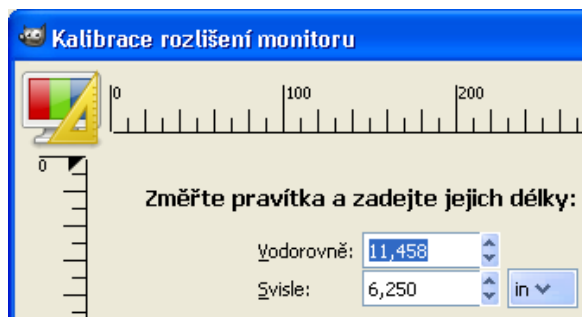 Kalibrace rozlišení monitoru
0 100 200
0
Změřte pravítka a zadejte jejich délky:
Vodorovně: 11,458
Svisle: 6,250 in